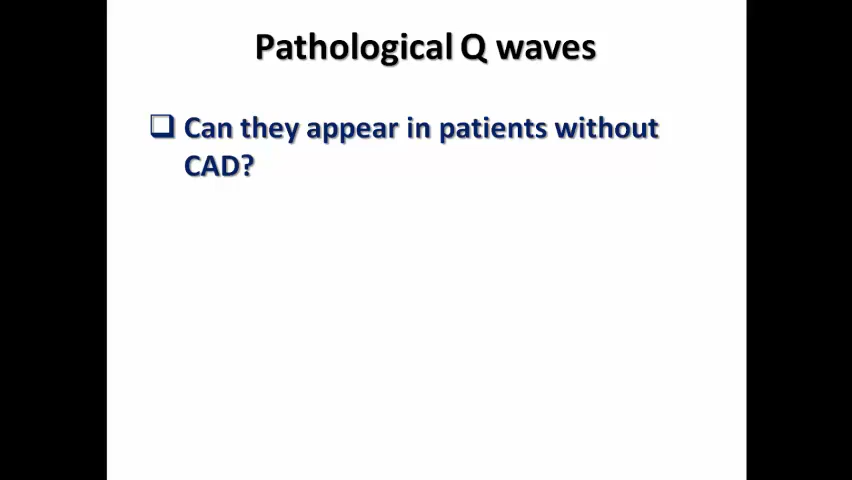 Pathological Q waves
❑ Can they appear in patients without
CAD?